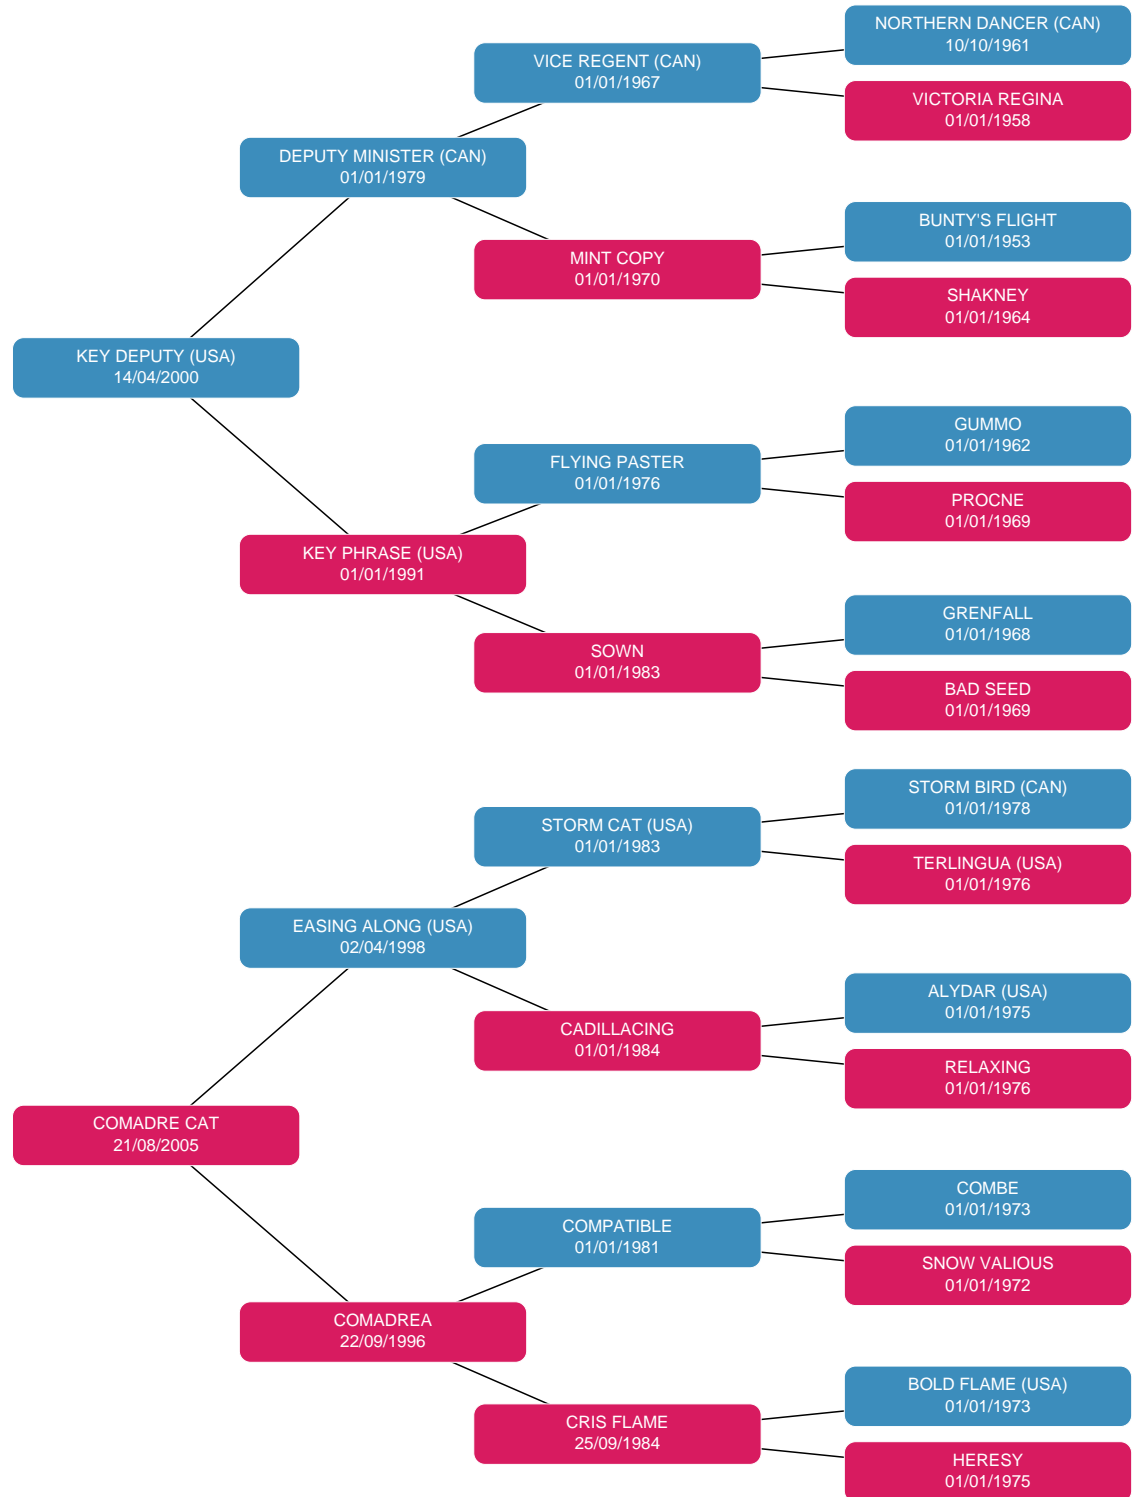 NORTHERN DANCER (CAN)
10/10/1961
VICE REGENT (CAN)
01/01/1967
VICTORIA REGINA
01/01/1958
DEPUTY MINISTER (CAN)
01/01/1979
BUNTY'S FLIGHT
01/01/1953
MINT COPY
01/01/1970
SHAKNEY
01/01/1964
KEY DEPUTY (USA)
14/04/2000
GUMMO
01/01/1962
FLYING PASTER
01/01/1976
PROCNE
01/01/1969
KEY PHRASE (USA)
01/01/1991
GRENFALL
01/01/1968
SOWN
01/01/1983
BAD SEED
01/01/1969
STORM BIRD (CAN)
01/01/1978
STORM CAT (USA)
01/01/1983
TERLINGUA (USA)
01/01/1976
EASING ALONG (USA)
02/04/1998
ALYDAR (USA)
01/01/1975
CADILLACING
01/01/1984
RELAXING
01/01/1976
COMADRE CAT
21/08/2005
COMBE
01/01/1973
COMPATIBLE
01/01/1981
SNOW VALIOUS
01/01/1972
COMADREA
22/09/1996
BOLD FLAME (USA)
01/01/1973
CRIS FLAME
25/09/1984
HERESY
01/01/1975